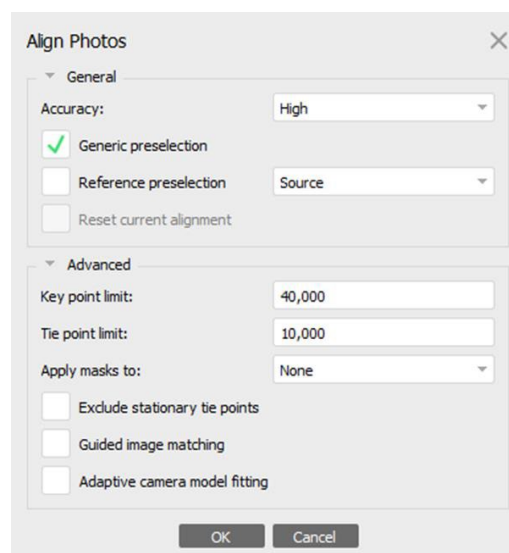 Align Photos
General
Accuracy: High
Generic preselection
Reference preselection Source
Reset current alignment
Advanced
Key point limit: 40,000
Tie point limit: 10,000
Apply masks to: None
Exclude stationary tie points
Guided image matching
Adaptive camera model fitting
OK Cancel